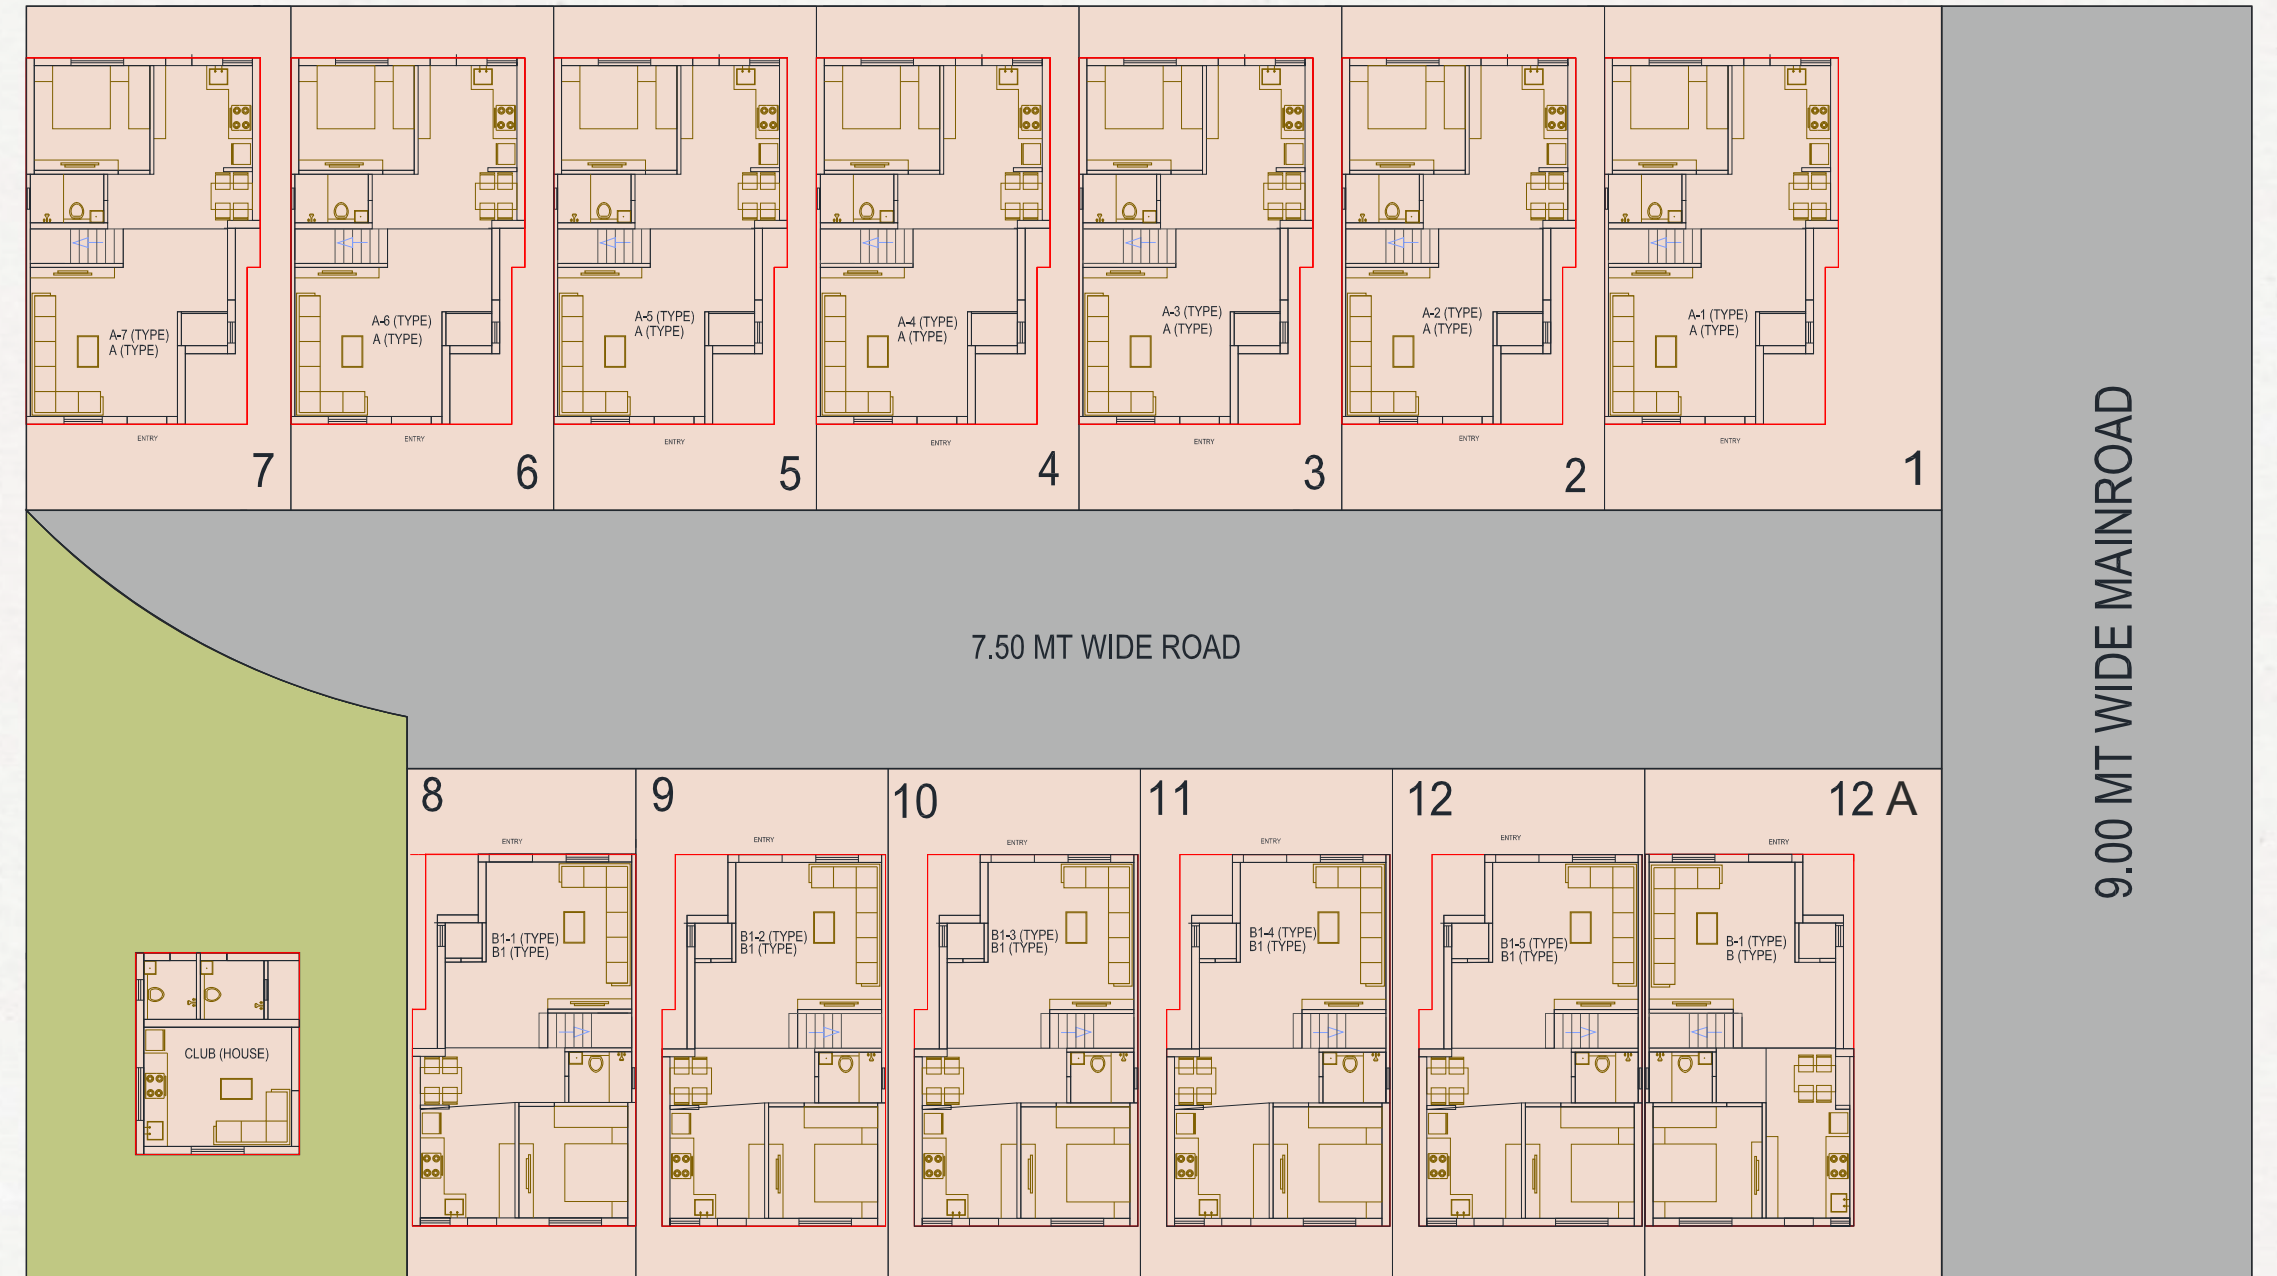 A-7 (TYPE)
A (TYPE)
A-6 (TYPE)
A (TYPE)
A-5 (TYPE)
A (TYPE)
A-4 (TYPE)
A (TYPE)
A-3 (TYPE)
A (TYPE)
A-2 (TYPE)
A (TYPE)
A-1 (TYPE)
A (TYPE)
ENTRY
ENTRY
ENTRY
ENTRY
ENTRY
ENTRY
ENTRY
7
6
5
4
3
2
1
7.50 MT WIDE ROAD
9.00 MT WIDE MAINROAD
8
9
10
11
12
12 A
ENTRY
ENTRY
ENTRY
ENTRY
ENTRY
ENTRY
B1-1 (TYPE)
B1 (TYPE)
B1-2 (TYPE)
B1 (TYPE)
B1-3 (TYPE)
B1 (TYPE)
B1-4 (TYPE)
B1 (TYPE)
B1-5 (TYPE)
B1 (TYPE)
B-1 (TYPE)
B (TYPE)
CLUB (HOUSE)